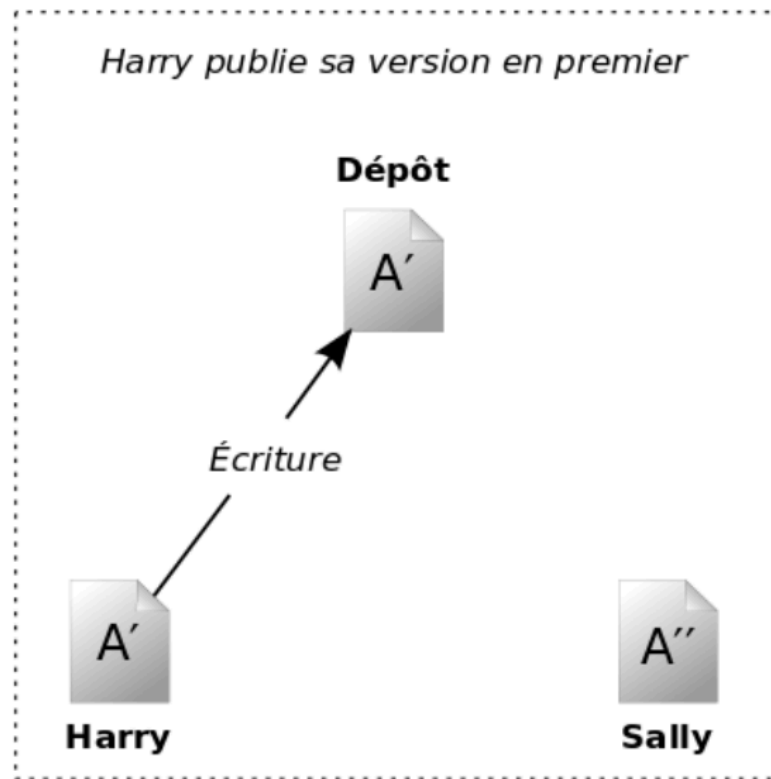 Harry publie sa version en premier
Dépôt
A′
Écriture
A′
A′′
Harry
Sally